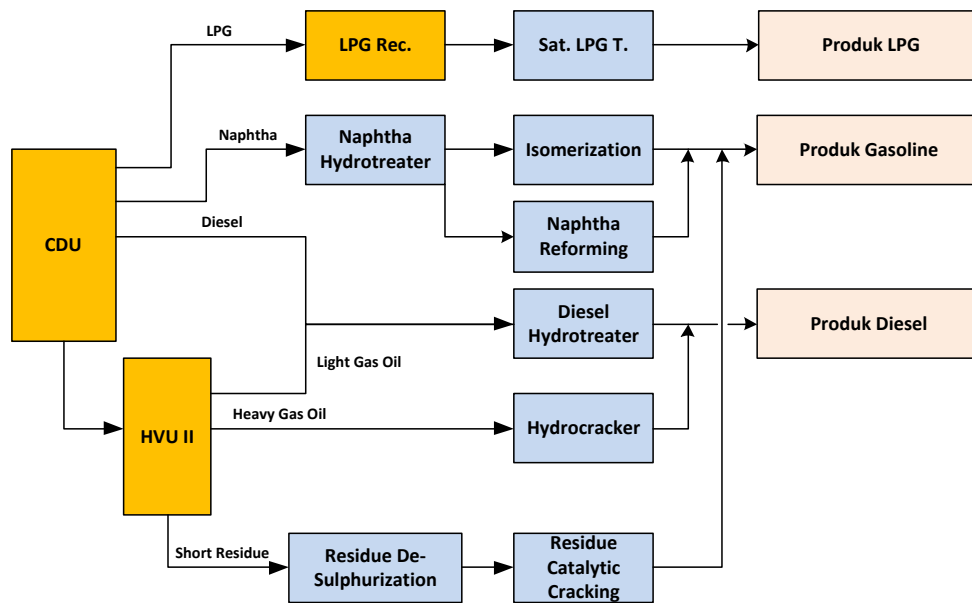 LPG
LPG Rec.
Sat. LPG T.
Produk LPG
Naphtha
Naphtha
Hydrotreater
Isomerization
Produk Gasoline
CDU
Diesel
Naphtha
Reforming
Diesel
Hydrotreater
Produk Diesel
Light Gas Oil
HVU II
Heavy Gas Oil
Hydrocracker
Short Residue
Residue De-
Sulphurization
Residue
Catalytic
Cracking